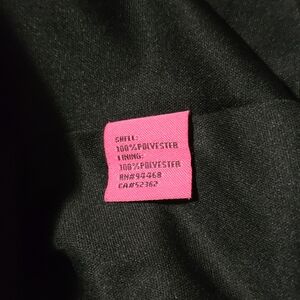 SHELL:
100%POLYESTER
LINING:
100%POLYESTER
RN#94468
CA#52362